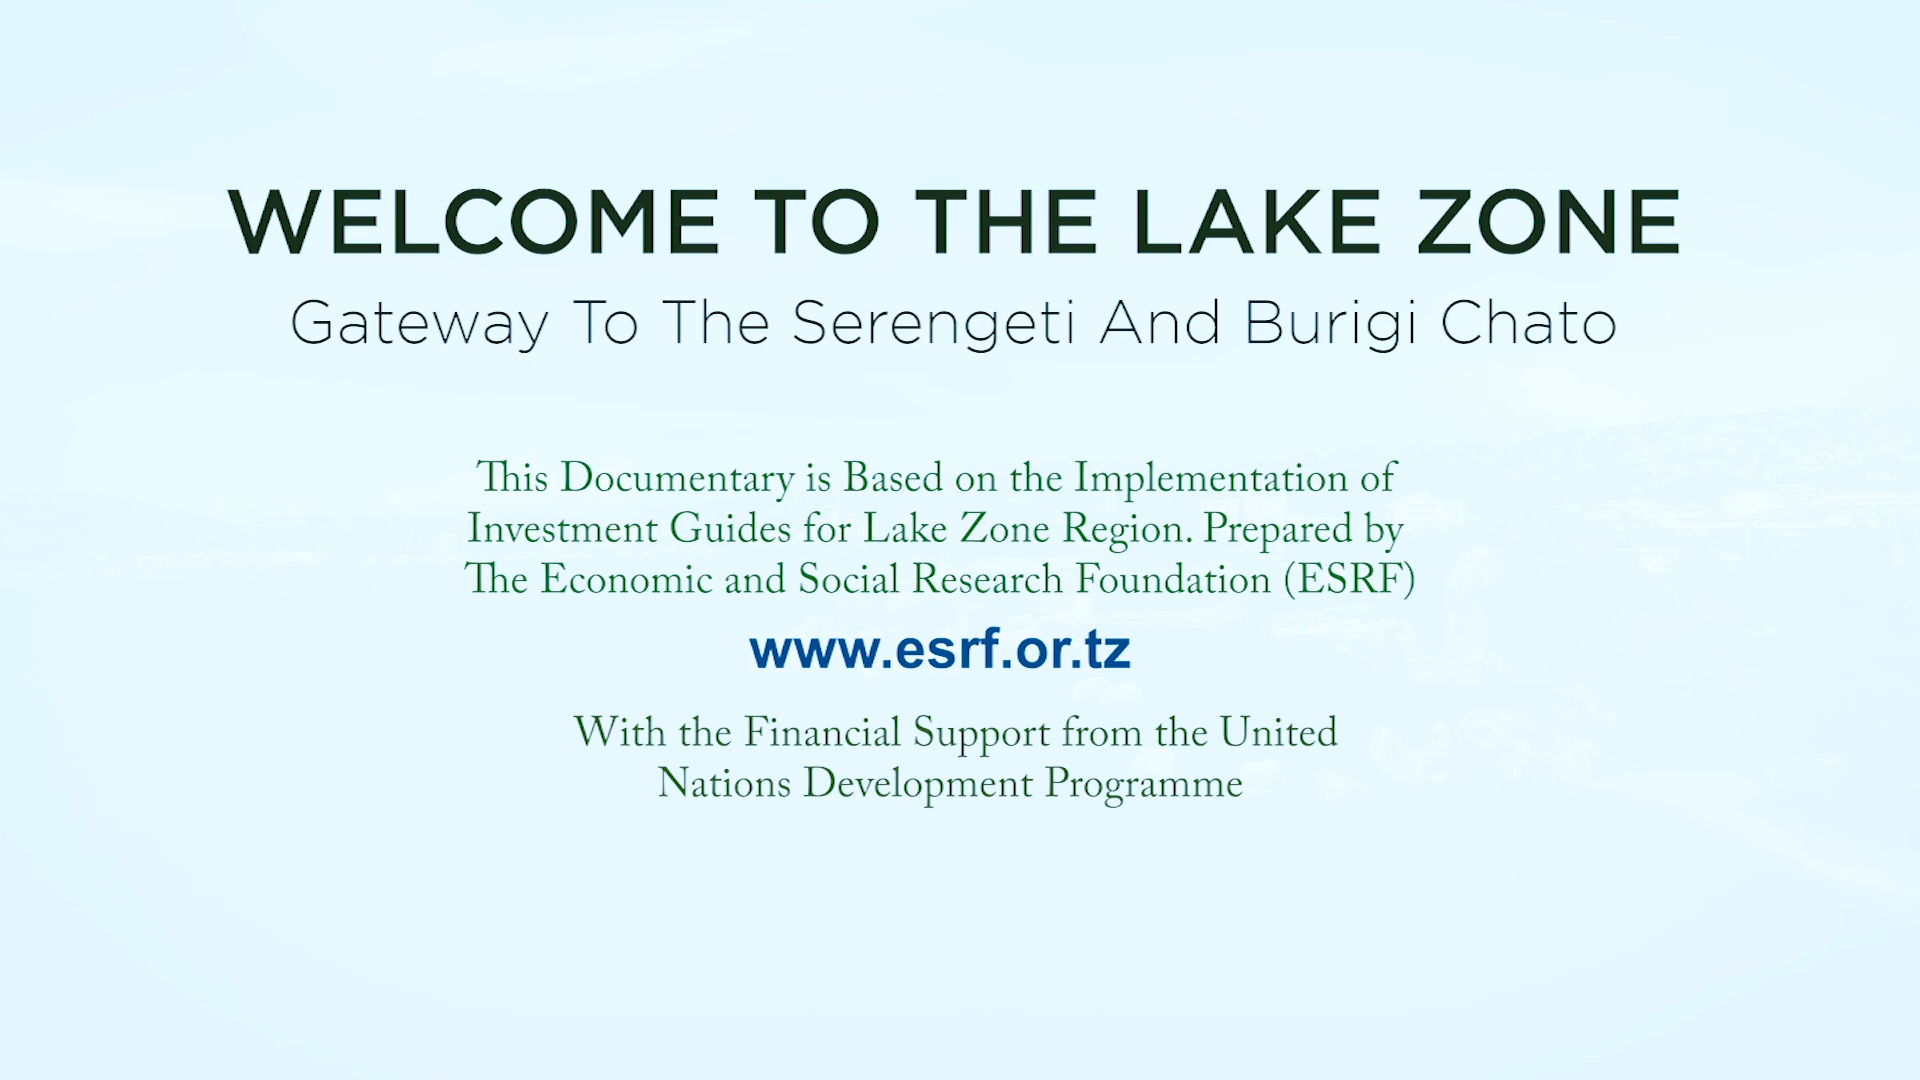 WELCOME TO THE LAKE ZONE
Gateway To The Serengeti And Burigi Chato
This Documentary is Based on the Implementation of
Investment Guides for Lake Zone Region. Prepared by
The Economic and Social Research Foundation (ESRF)
www.esrf.or.tz
With the Financial Support from the United
Nations Development Programme